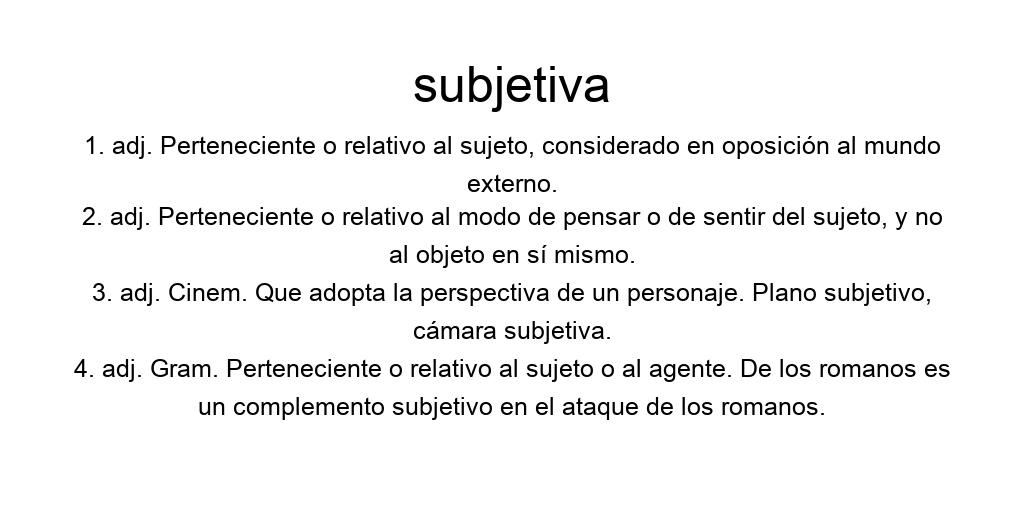 subjetiva
1. adj. Perteneciente o relativo al sujeto, considerado en oposición al mundo
externo.
2. adj. Perteneciente o relativo al modo de pensar o de sentir del sujeto, y no
al objeto en sí mismo.
3. adj. Cinem. Que adopta la perspectiva de un personaje. Plano subjetivo,
cámara subjetiva.
4. adj. Gram. Perteneciente o relativo al sujeto o al agente. De los romanos es
un complemento subjetivo en el ataque de los romanos.